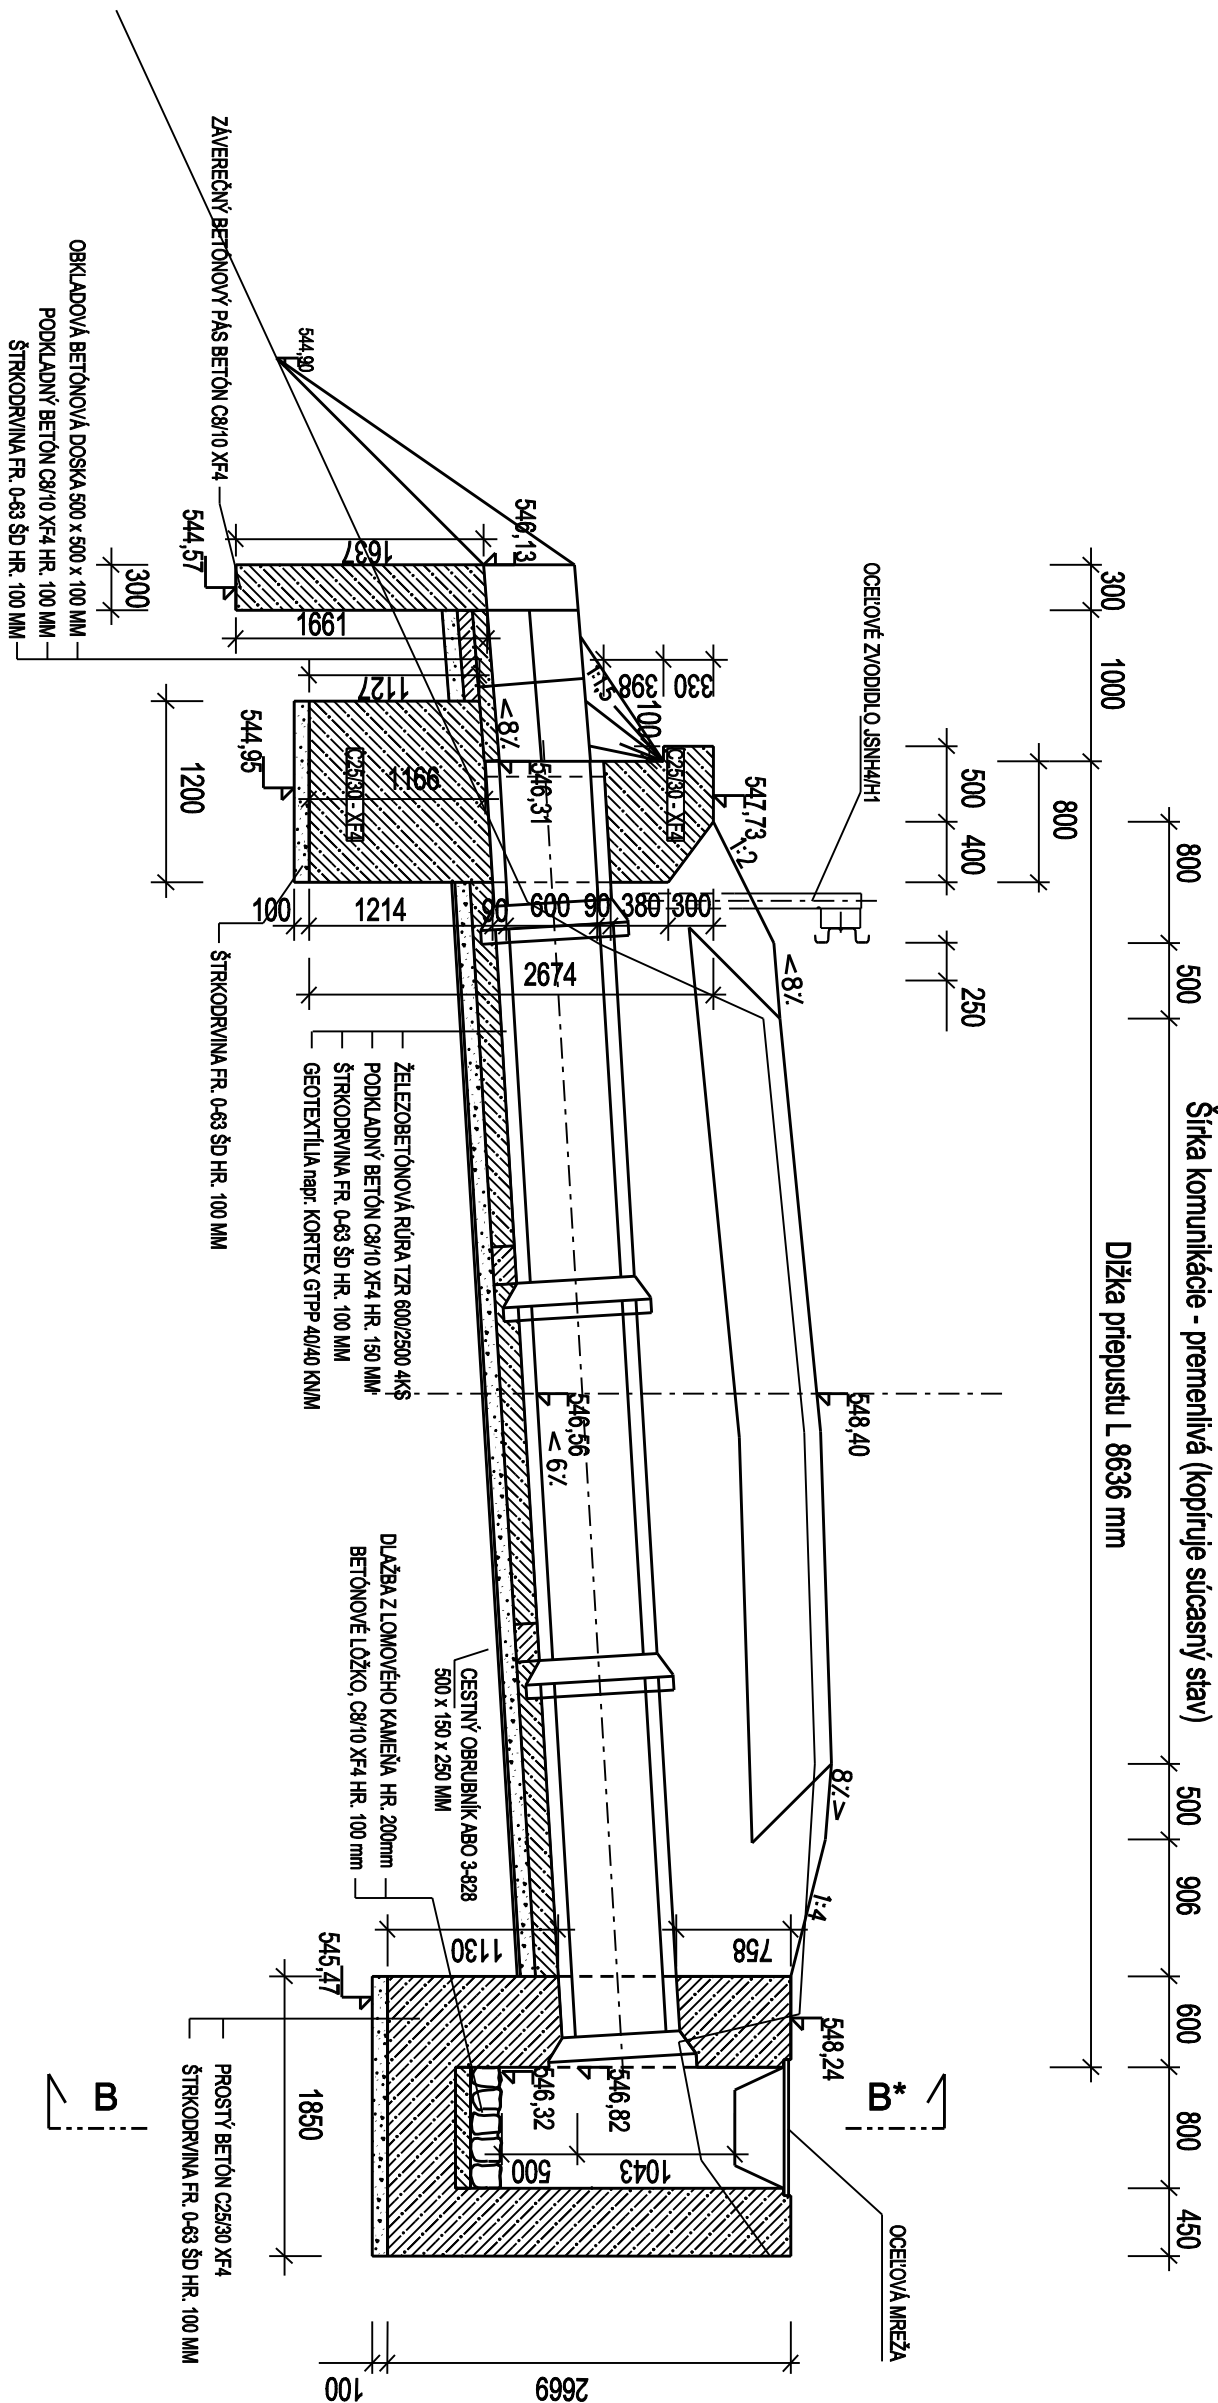 Šírka komunikácie - premenlivá (kopíruje súcasný stav)
800
500
500
906
600
800
450
Dĺžka priepustu L 8636 mm
300
1000
800
500
400
250
OCEĽOVÉ ZVODIDLO JSNH4/H1
OCEĽOVÁ MREŽA
544,90
546,13
1:1,5
398
330
100
C25/30 - XF4
547,73
1:2
<8%
548,40
8%>
1:4
548,24
B*
<8%
546,31
546,56
< 6%
546,82
546,32
500
1043
758
1130
1637
1661
1127
1166
C25/30 - XF4
100
1214
90
600
90
380
300
2674
544,57
300
544,95
1200
545,47
1850
2669
100
B
ZÁVEREČNÝ BETÓNOVÝ PÁS BETÓN C8/10 XF4
OBKLADOVÁ BETÓNOVÁ DOSKA 500 x 500 x 100 MM
PODKLADNÝ BETÓN C8/10 XF4 HR. 100 MM
ŠTRKODRVINA FR. 0-63 ŠD HR. 100 MM
ŠTRKODRVINA FR. 0-63 ŠD HR. 100 MM
ŽELEZOBETÓNOVÁ RÚRA TZR 600/2500 4KS
PODKLADNÝ BETÓN C8/10 XF4 HR. 150 MM
ŠTRKODRVINA FR. 0-63 ŠD HR. 100 MM
GEOTEXTÍLIA napr. KORTEX GTPP 40/40 KN/M
CESTNÝ OBRUBNÍK ABO 3-828
500 x 150 x 250 MM
DLAŽBA Z LOMOVÉHO KAMEŇA HR. 200mm
BETÓNOVÉ LÔŽKO, C8/10 XF4 HR. 100 mm
PROSTÝ BETÓN C25/30 XF4
ŠTRKODRVINA FR. 0-63 ŠD HR. 100 MM